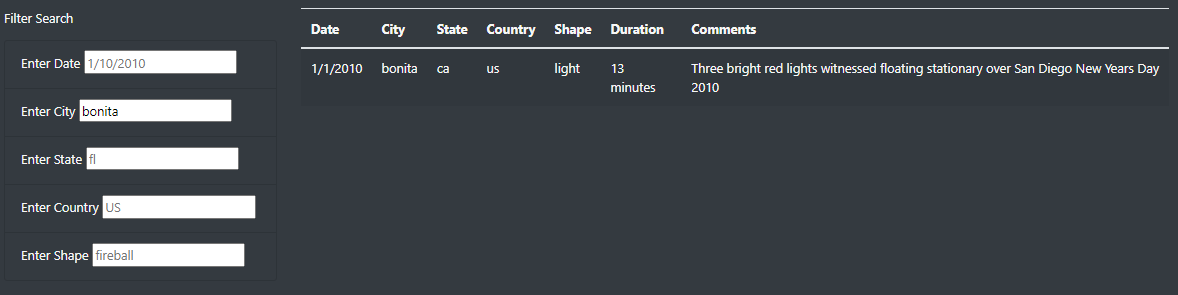 Filter Search
Enter Date 1/10/2010
Enter City bonita
Enter State fl
Enter Country US
Enter Shape fireball
Date City State Country Shape Duration Comments
1/1/2010 bonita ca us light 13 Three bright red lights witnessed floating stationary over San Diego New Years Day
minutes 2010